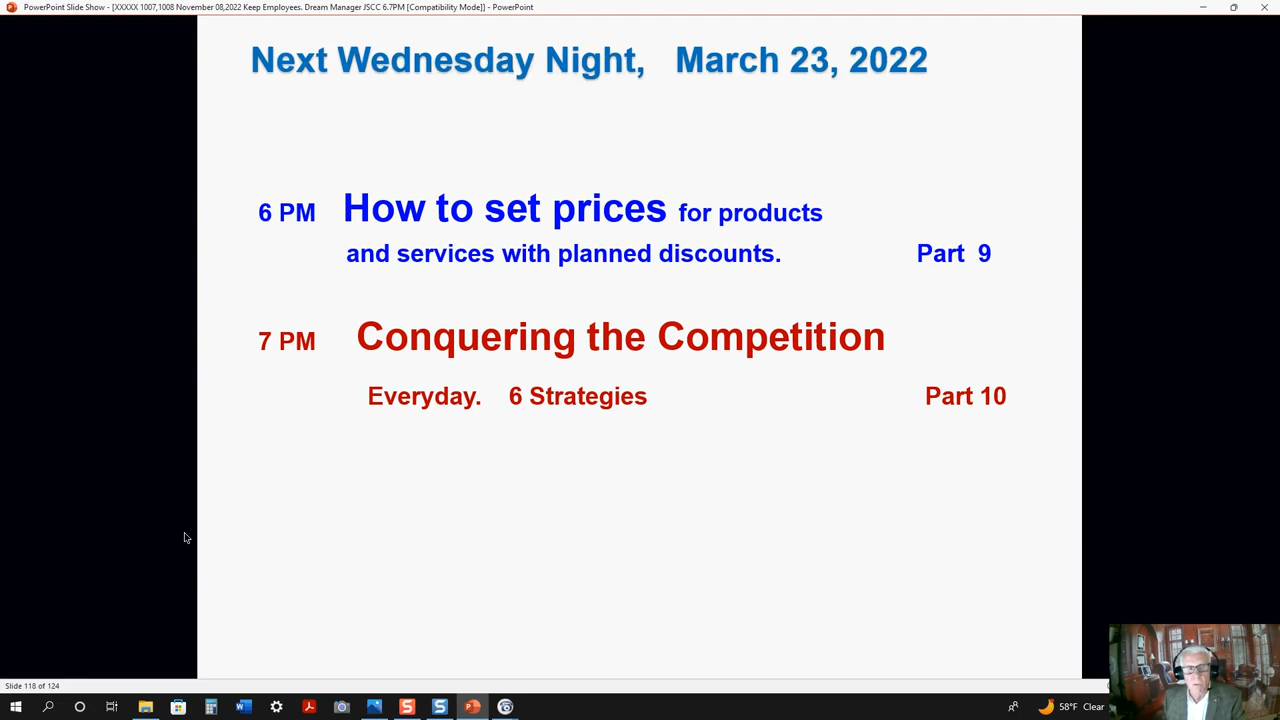 PowerPoint Slide Show - [XXXXX 1007,1008 November 08,2022 Keep Employees. Dream Manager JSCC 6.7PM [Compatibility Mode]] - PowerPoint
Next Wednesday Night, March 23, 2022
6 PM How to set prices for products
and services with planned discounts. Part 9
7 PM Conquering the Competition
Everyday. 6 Strategies Part 10
Slide 118 of 124
58°F Clear